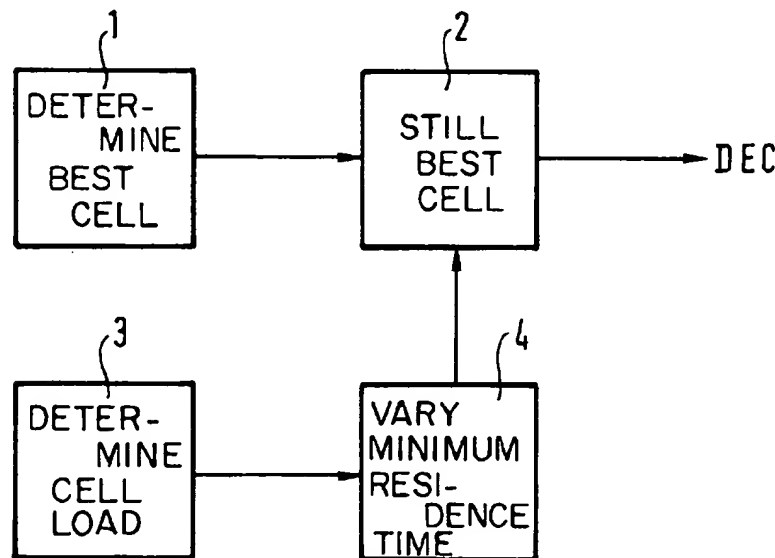 1
DETER-
MINE
BEST
CELL
2
STILL
BEST
CELL
DEC
3
DETER-
MINE
CELL
LOAD
4
VARY
MINIMUM
RESI-
DENCE
TIME